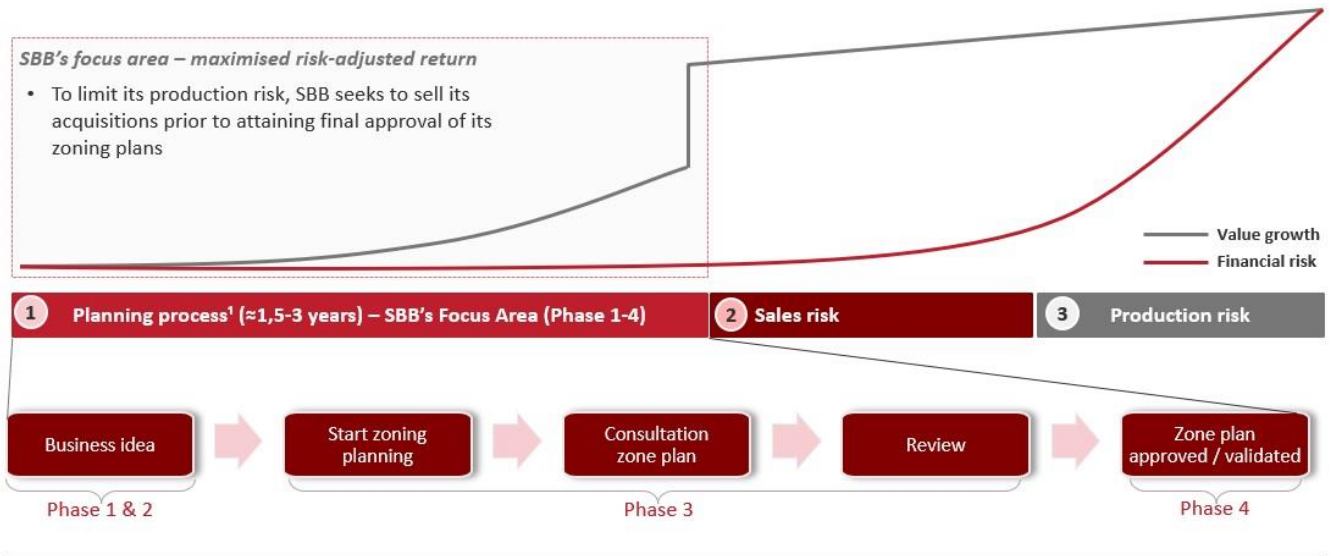 SBB's focus area – maximised risk-adjusted return
• To limit its production risk, SBB seeks to sell its
acquisitions prior to attaining final approval of its
zoning plans
Value growth
Financial risk
1 Planning process¹ (≈1,5-3 years) – SBB's Focus Area (Phase 1-4)
2 Sales risk
3 Production risk
Business idea
Start zoning
planning
Consultation
zone plan
Review
Zone plan
approved / validated
Phase 1 & 2
Phase 3
Phase 4